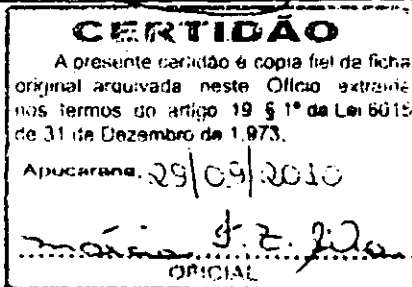 CERTIDÃO
A presente certidão é copia fiel da ficha
original arquivada neste Ofício extraída
nos termos do artigo 19 § 1º da Lei 6015
de 31 de Dezembro de 1.973.
Apucarana, 29/09/2010
OFICIAL